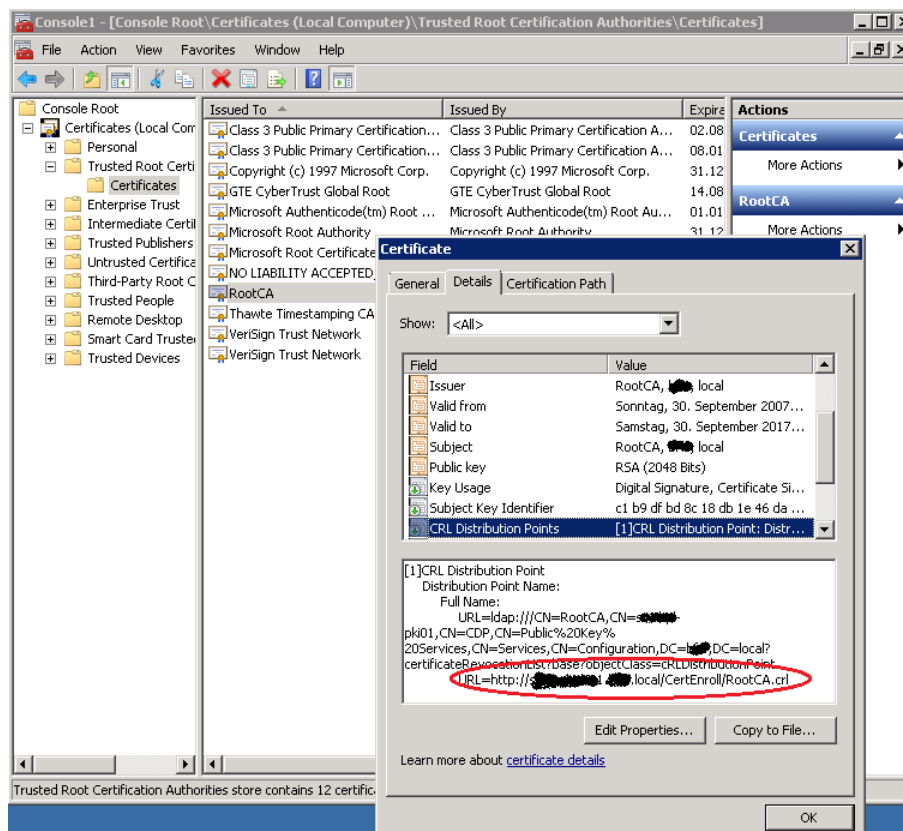 Console1 - [Console Root\Certificates (Local Computer)\Trusted Root Certification Authorities\Certificates]
File Action View Favorites Window Help
Console Root
Certificates (Local Com
Personal
Trusted Root Certi
Certificates
Enterprise Trust
Intermediate Certif
Trusted Publishers
Untrusted Certifica
Third-Party Root C
Trusted People
Remote Desktop
Smart Card Truste
Trusted Devices
Issued To Issued By Expira
Class 3 Public Primary Certification... Class 3 Public Primary Certification A... 02.08
Class 3 Public Primary Certification... Class 3 Public Primary Certification A... 08.01
Copyright (c) 1997 Microsoft Corp. Copyright (c) 1997 Microsoft Corp. 31.12
GTE CyberTrust Global Root GTE CyberTrust Global Root 14.08
Microsoft Authenticode(tm) Root ... Microsoft Authenticode(tm) Root Au... 01.01
Microsoft Root Authority Microsoft Root Authority 31.12
Microsoft Root Certificate
NO LIABILITY ACCEPTED,
RootCA
Thawte Timestamping CA
VeriSign Trust Network
VeriSign Trust Network
Actions
Certificates
More Actions
RootCA
More Actions
Certificate
General Details Certification Path
Show: <All>
Field Value
Issuer RootCA, local
Valid from Sonntag, 30. September 2007...
Valid to Samstag, 30. September 2017...
Subject RootCA, local
Public key RSA (2048 Bits)
Key Usage Digital Signature, Certificate Si...
Subject Key Identifier c1 b9 df bd 8c 18 db 1e 46 da ...
CRL Distribution Points [1]CRL Distribution Point: Distr...
[1]CRL Distribution Point
Distribution Point Name:
Full Name:
URL=ldap:///CN=RootCA,CN=
pki01,CN=CDP,CN=Public%20Key%
20Services,CN=Services,CN=Configuration,DC= ,DC=local?
certificateRevocationList?base?objectClass=cRLDistributionPoint
URL=http:// .local/CertEnroll/RootCA.crl
Edit Properties... Copy to File...
Learn more about certificate details
OK
Trusted Root Certification Authorities store contains 12 certific